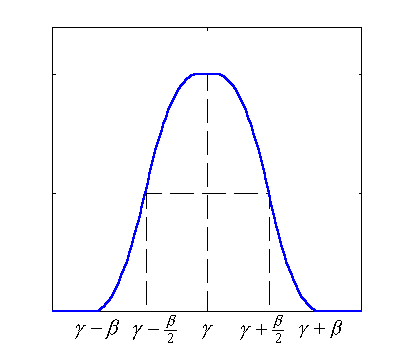 γ − β γ − β/2 γ γ + β/2 γ + β